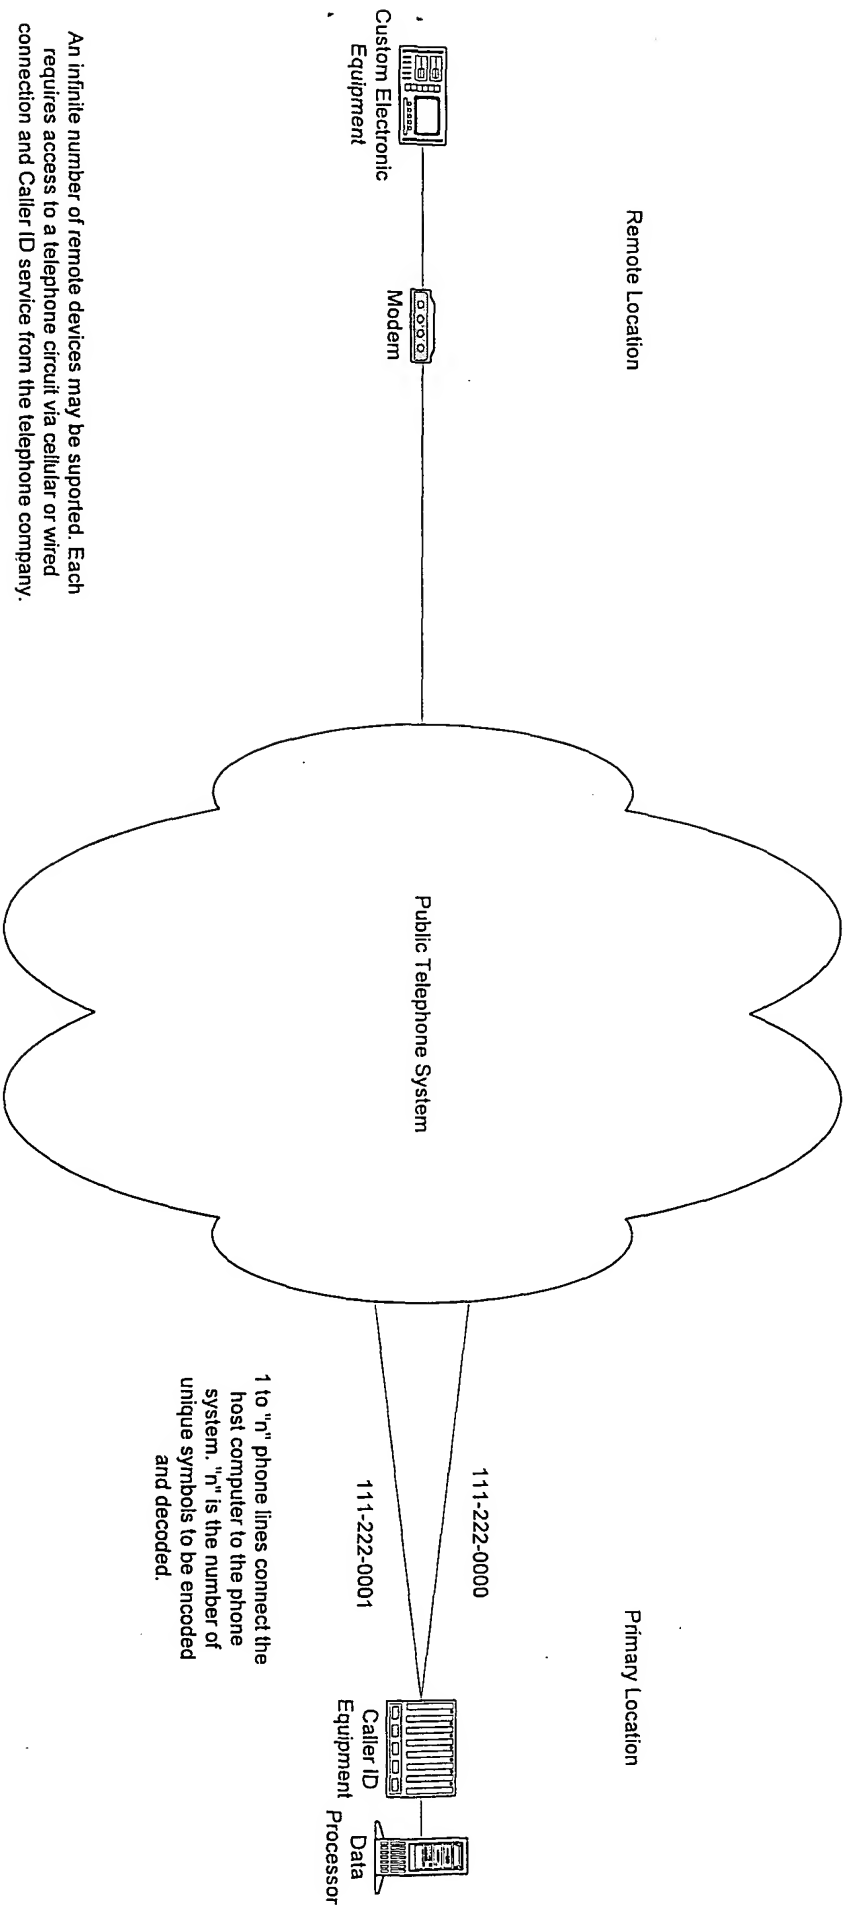 Remote Location
Primary Location
Custom Electronic
Equipment
Modem
Public Telephone System
111-222-0000
111-222-0001
Caller ID
Equipment
Data
Processor
1 to "n" phone lines connect the
host computer to the phone
system. "n" is the number of
unique symbols to be encoded
and decoded.
An infinite number of remote devices may be suported. Each
requires access to a telephone circuit via cellular or wired
connection and Caller ID service from the telephone company.